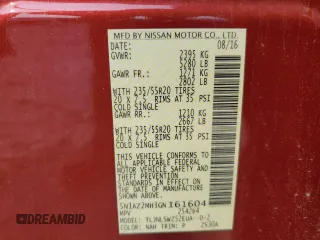 MFD BY NISSAN MOTOR CO., LTD.
DATE: 08/16
GVWR: 2395 KG
5280 LB
GAWR FR: 1271 KG
2802 LB
WITH 235/55R20 TIRES
20 x 7.5 RIMS AT 35 PSI
COLD SINGLE
GAWR RR: 1210 KG
2667 LB
WITH 235/55R20 TIRES
20 x 7.5 RIMS AT 35 PSI
COLD SINGLE
THIS VEHICLE CONFORMS TO ALL
APPLICABLE FEDERAL MOTOR
VEHICLE SAFETY, BUMPER, AND
THEFT PREVENTION STANDARDS
IN EFFECT ON THE DATE OF
MANUFACTURE SHOWN ABOVE.
5N1AZ2MH3GN161604
MPV
COLOR: NAH TRIM: P
© AutoBidMaster